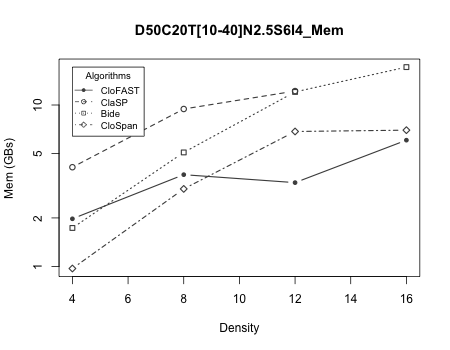 D50C20T[10-40]N2.5S6I4_Mem
Algorithms
CloFAST
ClaSP
Bide
CloSpan
Mem (GBs)
10
5
2
1
4 6 8 10 12 14 16
Density